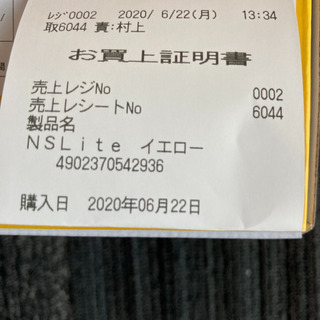 ﾚｼﾞ0002 2020/ 6/22(月) 13:34
取6044 責:村上
お買上証明書
売上レジNo 0002
売上レシートNo 6044
製品名
NSLite イエロー
4902370542936
購入日 2020年06月22日